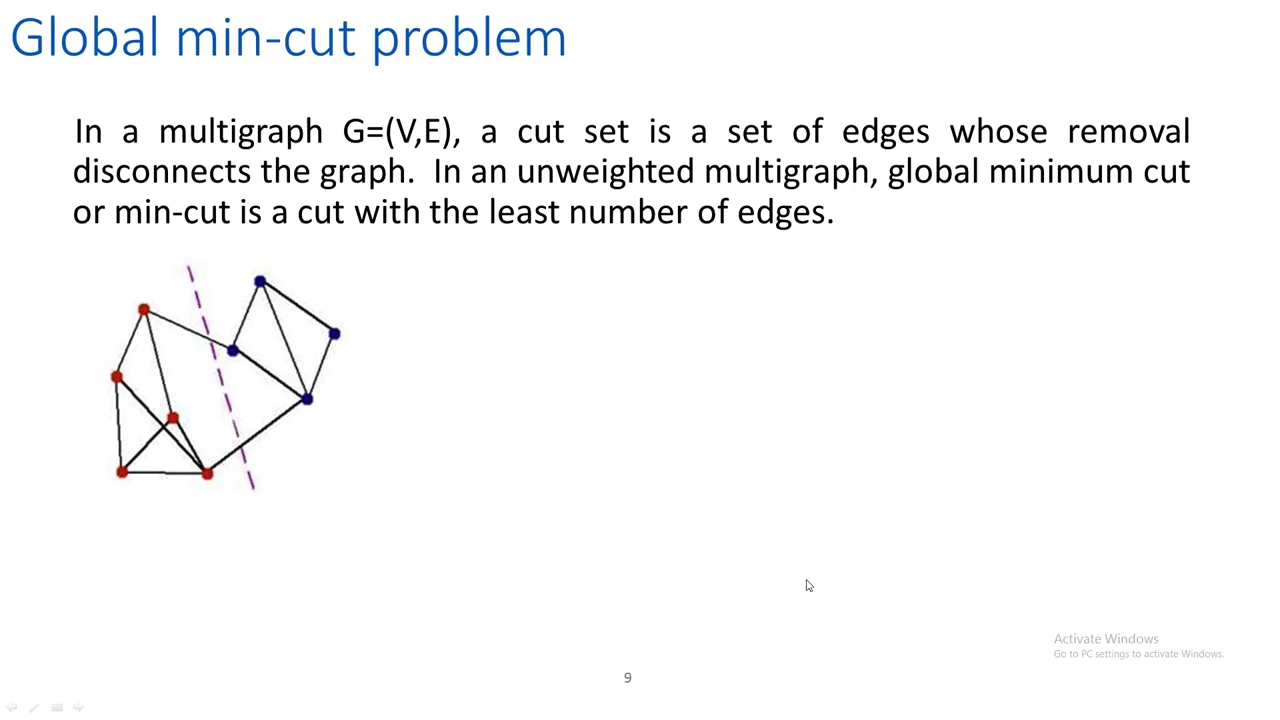 Global min-cut problem
In a multigraph G=(V,E), a cut set is a set of edges whose removal
disconnects the graph. In an unweighted multigraph, global minimum cut
or min-cut is a cut with the least number of edges.
Activate Windows
Go to PC settings to activate Windows.
9